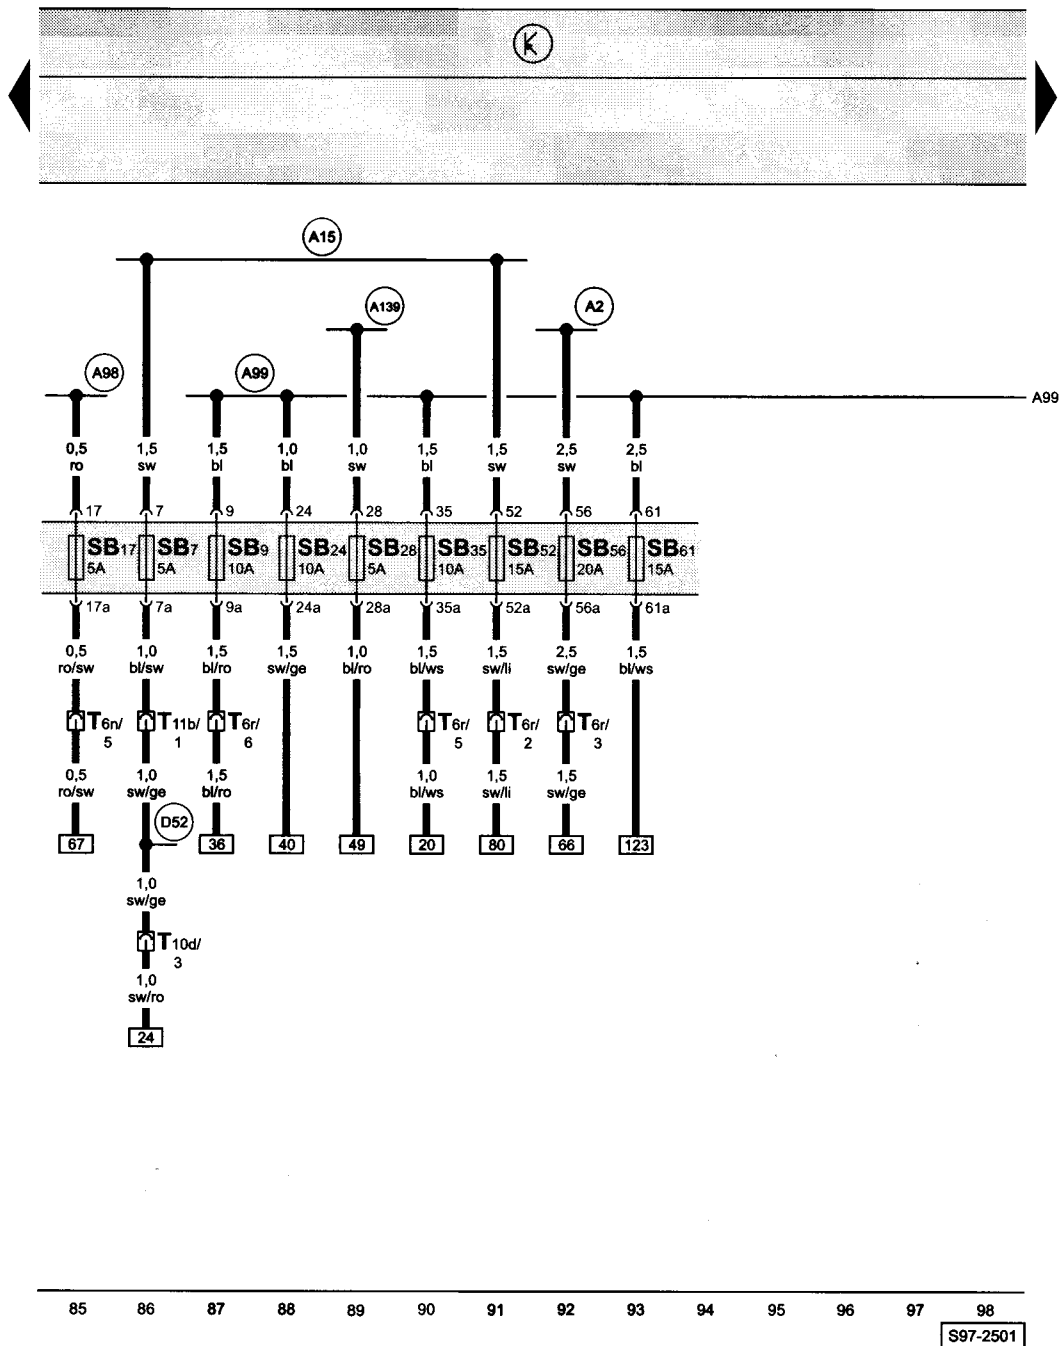 K
A15
A139
A2
A98
A99
A99
0,5 1,5 1,5 1,0 1,0 1,5 1,5 2,5 2,5
ro sw bl bl sw bl sw sw bl
17 7 9 24 28 35 52 56 61
SB17 SB7 SB9 SB24 SB28 SB35 SB52 SB56 SB61
5A 5A 10A 10A 5A 10A 15A 20A 15A
17a 7a 9a 24a 28a 35a 52a 56a 61a
0,5 1,0 1,5 1,5 1,0 1,5 1,5 2,5 1,5
ro/sw bl/sw bl/ro sw/ge bl/ro bl/ws sw/li sw/ge bl/ws
T6n/ T11b/ T6r/ T6r/ T6r/ T6r/
5 1 6 5 2 3
0,5 1,0 1,5 1,0 1,5 1,5
ro/sw sw/ge bl/ro bl/ws sw/li sw/ge
D52
67 36 40 49 20 80 66 123
1,0
sw/ge
T10d/
3
1,0
sw/ro
24
85 86 87 88 89 90 91 92 93 94 95 96 97 98
S97-2501